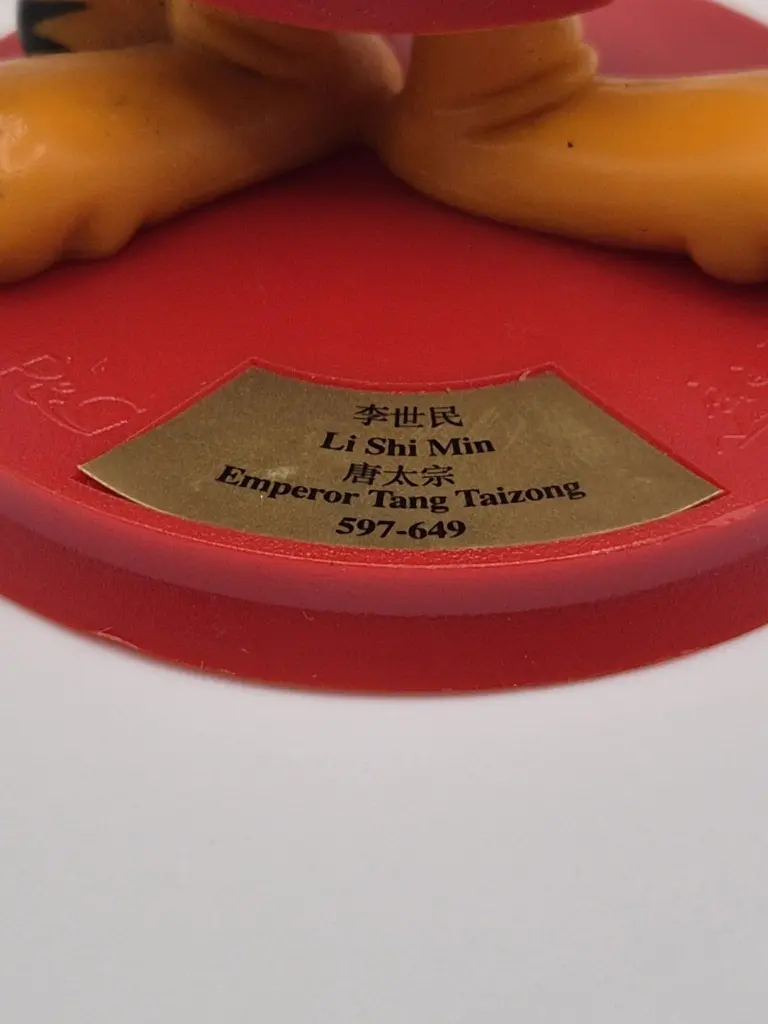 李世民
Li Shi Min
唐太宗
Emperor Tang Taizong
597-649